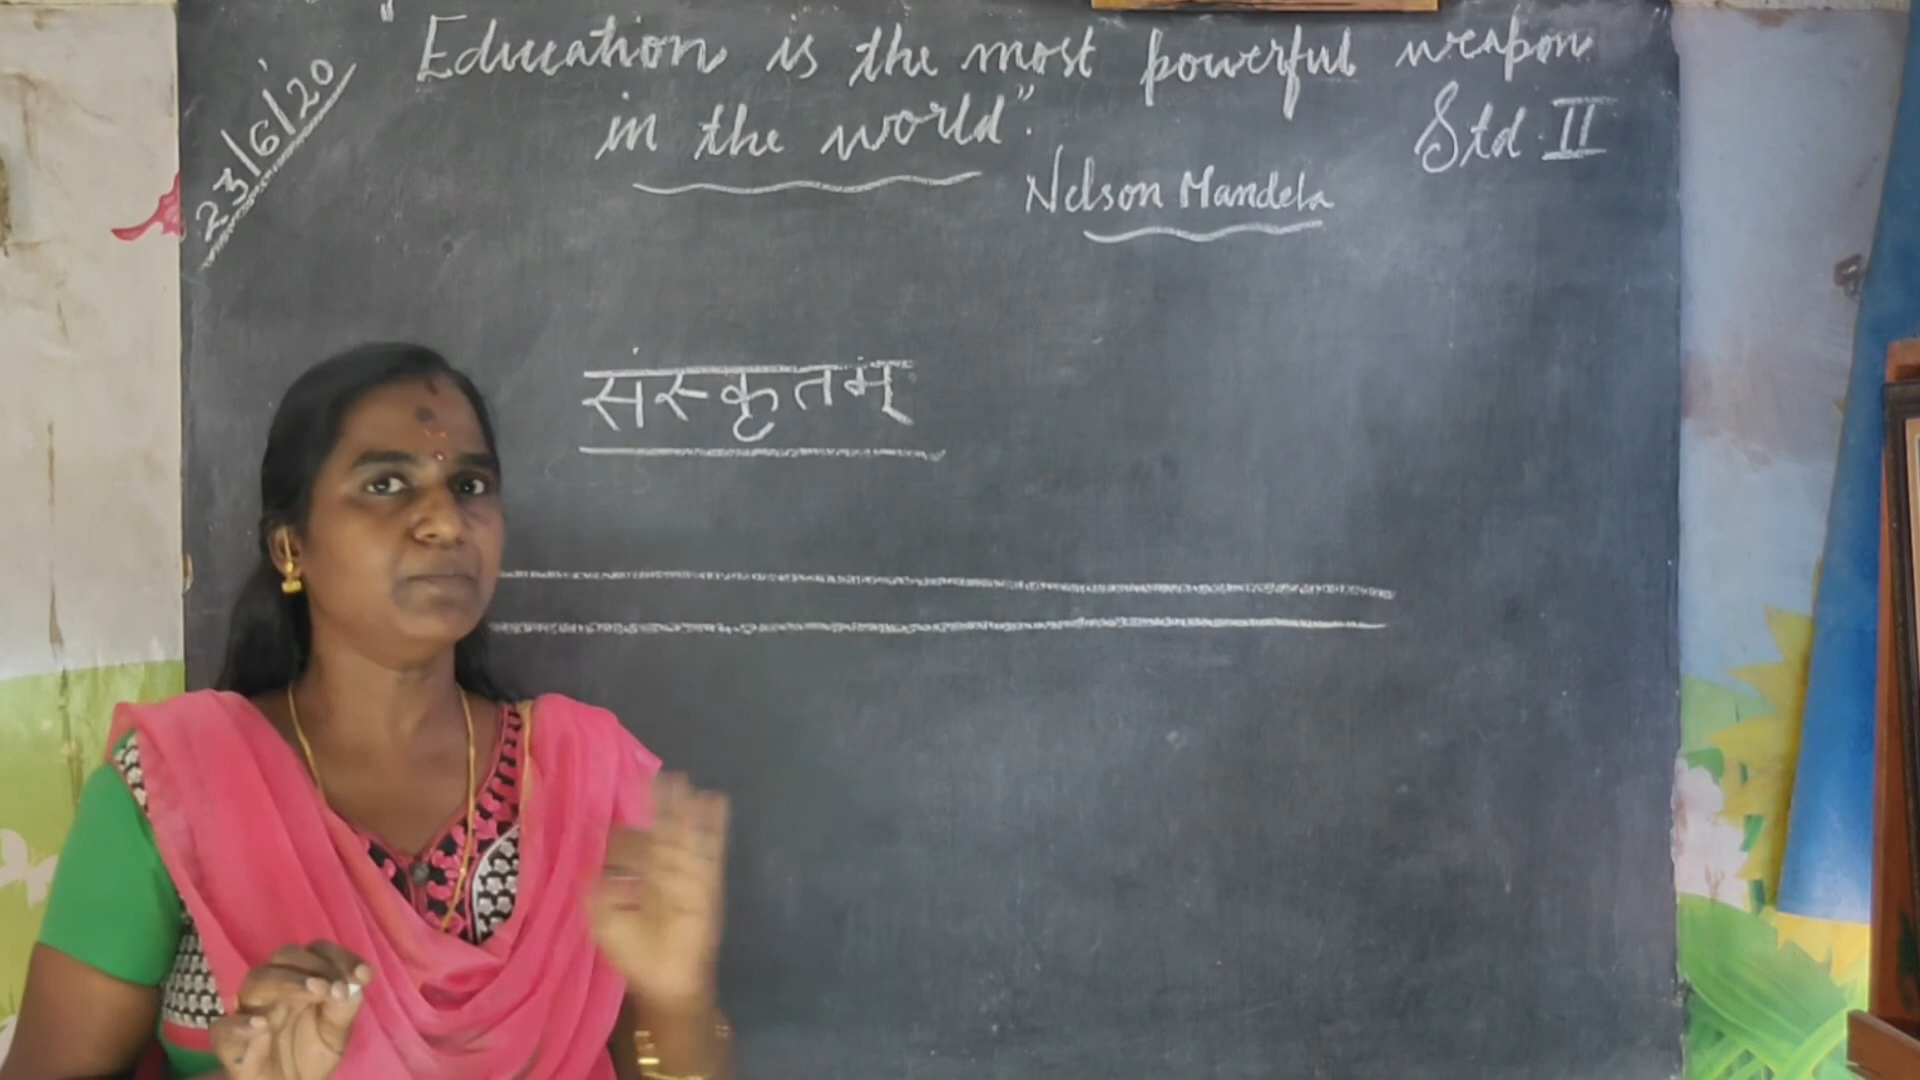 "Education is the most powerful weapon
in the world".
Nelson Mandela
Std II
23/6/20
संस्कृतम्